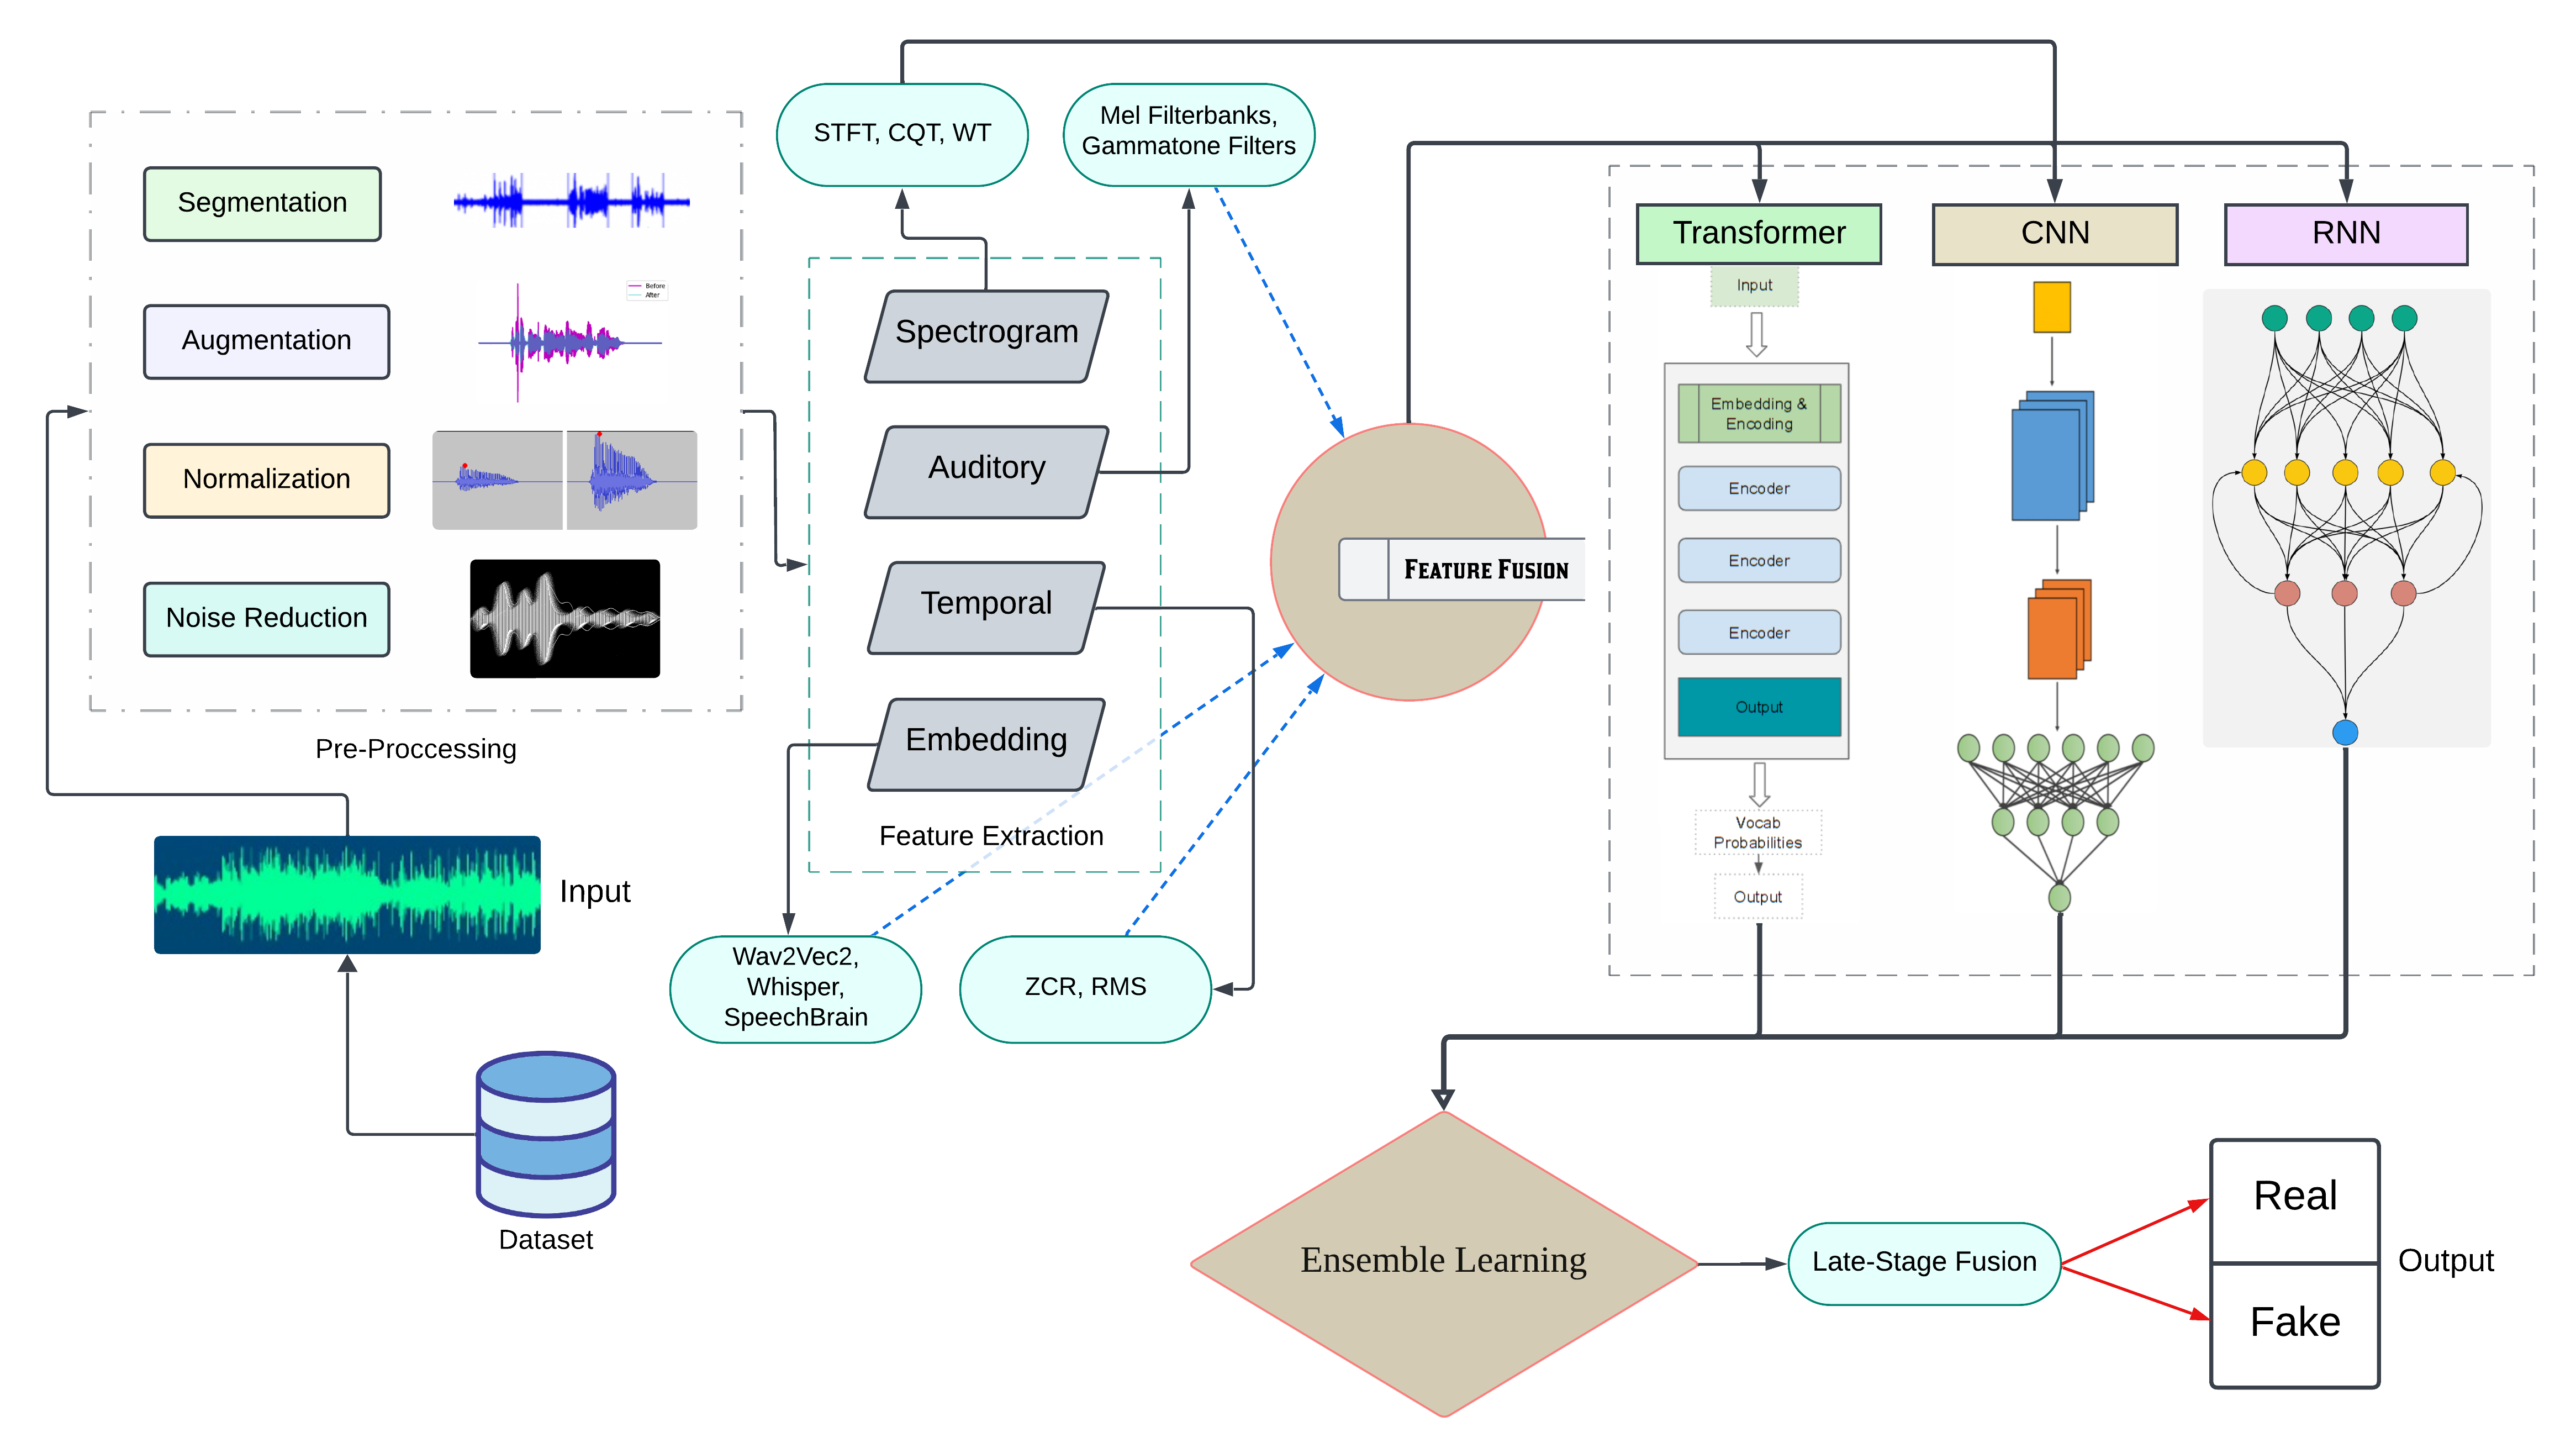 STFT, CQT, WT
Mel Filterbanks,
Gammatone Filters
Segmentation
Augmentation
Before
After
Normalization
Noise Reduction
Pre-Proccessing
Input
Dataset
Spectrogram
Auditory
Temporal
Embedding
Feature Extraction
Wav2Vec2,
Whisper,
SpeechBrain
ZCR, RMS
Feature Fusion
Transformer
Input
Embedding &
Encoding
Encoder
Encoder
Encoder
Output
Vocab
Probabilities
Output
CNN
RNN
Ensemble Learning
Late-Stage Fusion
Real
Fake
Output